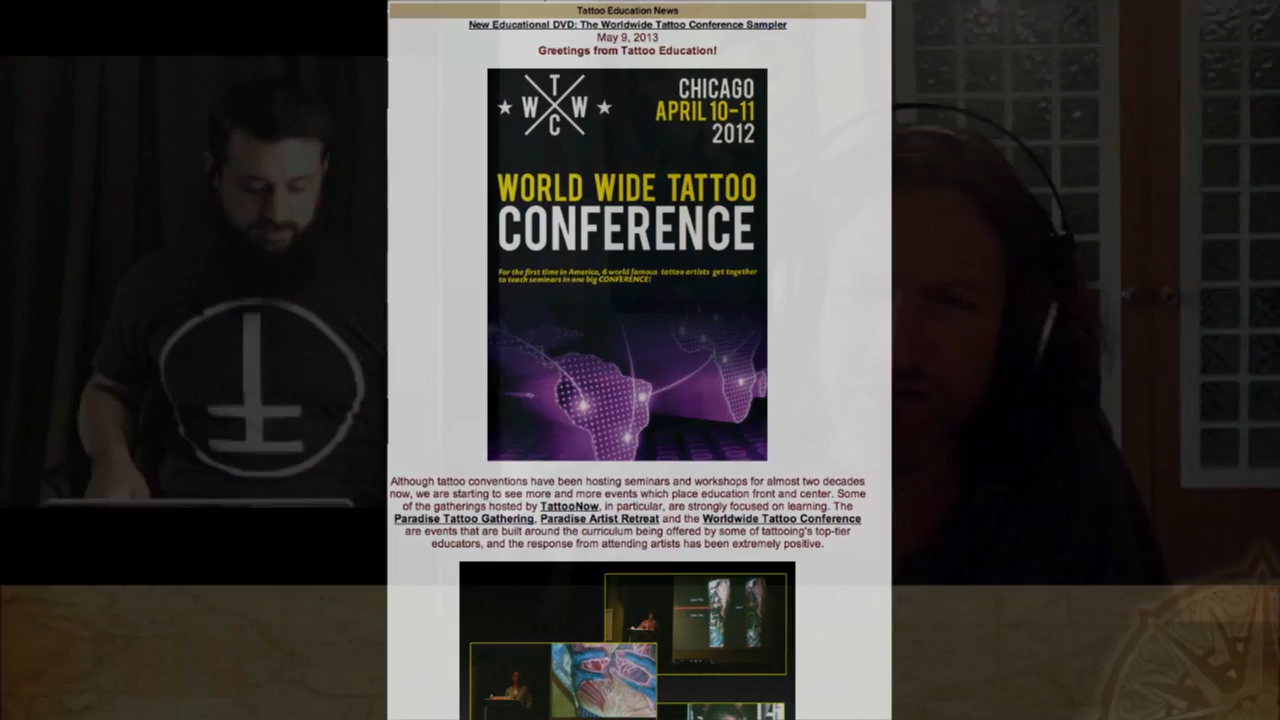 Tattoo Education News
New Educational DVD: The Worldwide Tattoo Conference Sampler
May 9, 2013
Greetings from Tattoo Education!
T
W W
C
CHICAGO
APRIL 10-11
2012
WORLD WIDE TATTOO
CONFERENCE
For the first time in America, 6 world famous tattoo artists get together
to teach seminars in one big CONFERENCE!
Although tattoo conventions have been hosting seminars and workshops for almost two decades
now, we are starting to see more and more events which place education front and center. Some
of the gatherings hosted by TattooNow, in particular, are strongly focused on learning. The
Paradise Tattoo Gathering, Paradise Artist Retreat and the Worldwide Tattoo Conference
are events that are built around the curriculum being offered by some of tattooing's top-tier
educators, and the response from attending artists has been extremely positive.